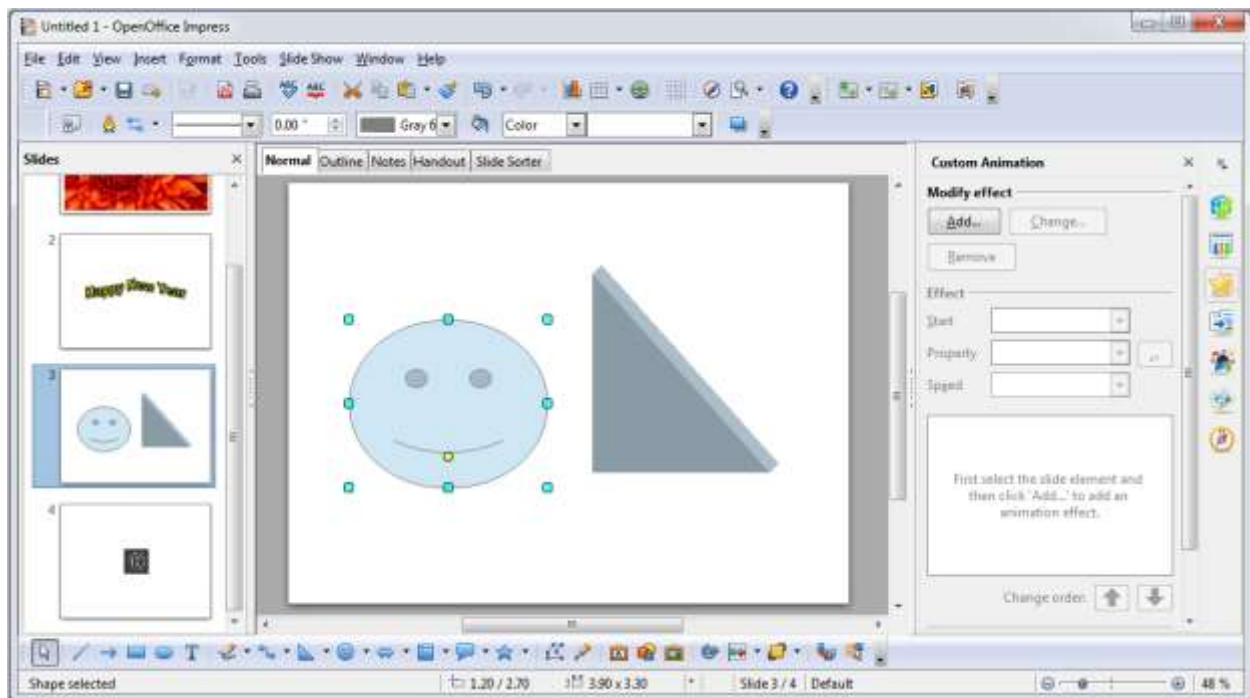 Untitled 1 - OpenOffice Impress
File Edit View Insert Format Tools Slide Show Window Help
0.00 " Gray 6 Color
Slides
Normal Outline Notes Handout Slide Sorter
Custom Animation
Modify effect
Add... Change...
Remove
Effect
Start
Property
Speed
2
Happy New Year
3
4
First select the slide element and
then click 'Add...' to add an
animation effect.
Change order:
Shape selected 1.20 / 2.70 3.90 x 3.30 * Slide 3 / 4 Default 48 %